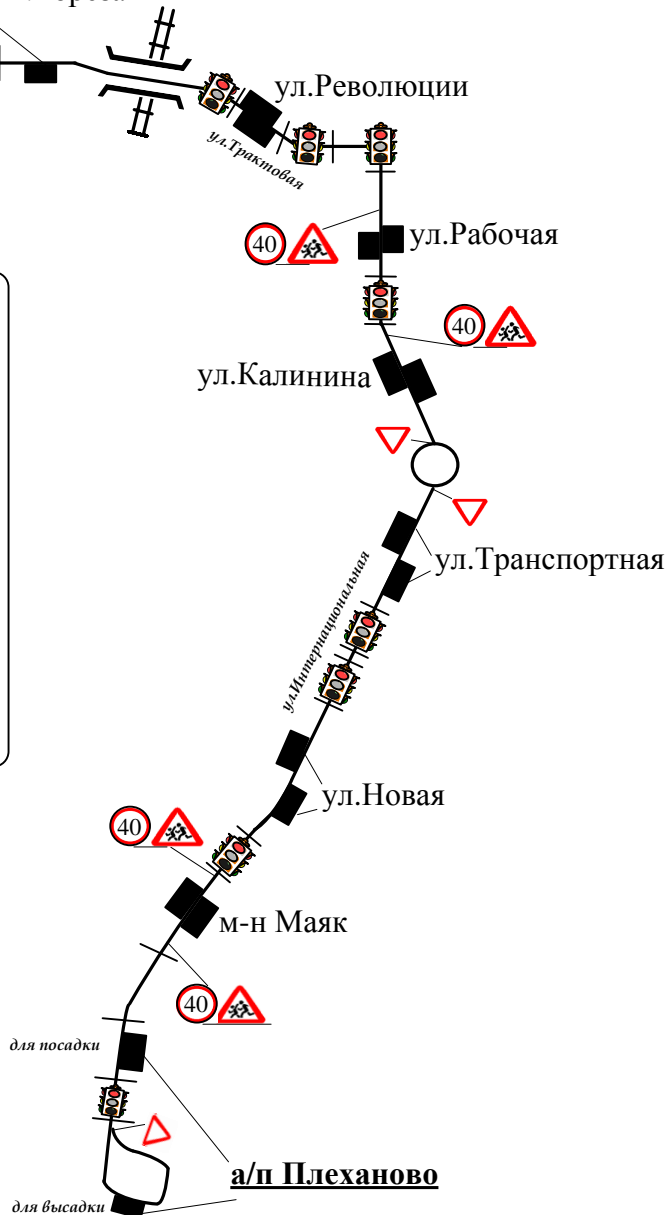 ул.Революции
ул.Трактовая
40
ул.Рабочая
40
ул.Калинина
ул.Транспортная
ул.Интернациональная
ул.Новая
40
м-н Маяк
40
для посадки
а/п Плеханово
для высадки